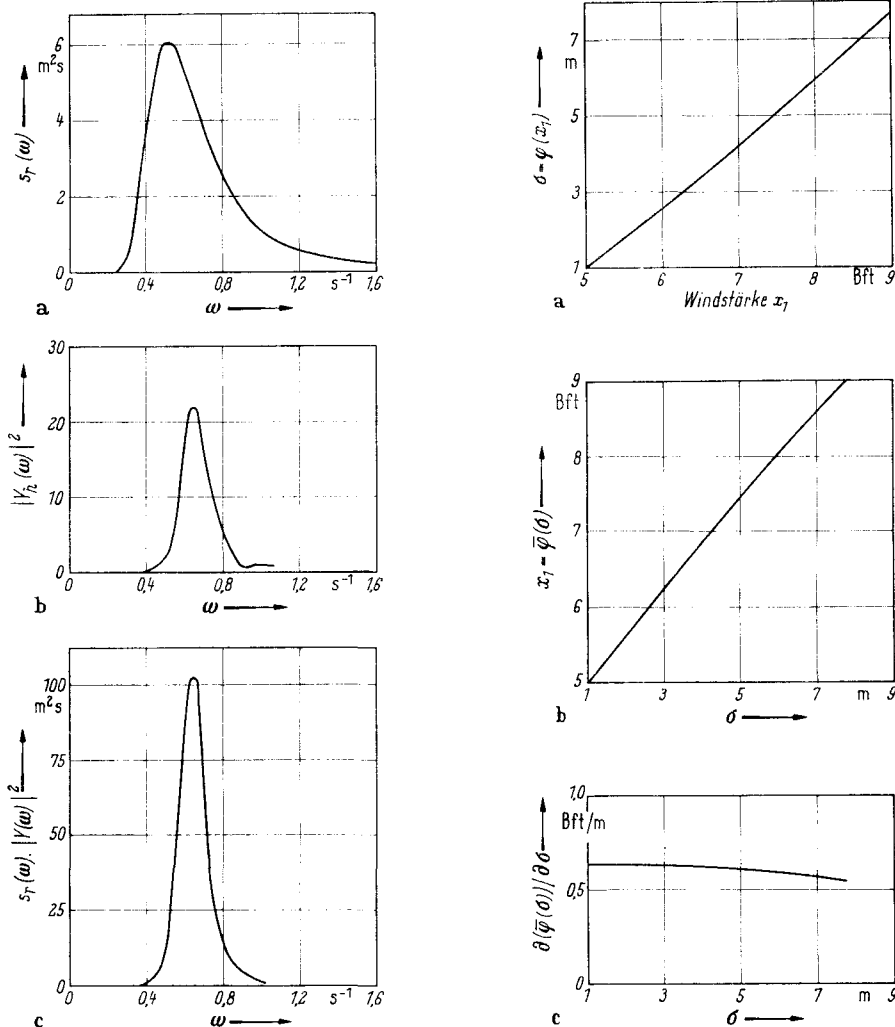 6
m²s
4
2
0
s_r(ω)
0 0,4 0,8 1,2 s⁻¹ 1,6
ω
a
30
20
10
0
|Y_h(ω)|²
0 0,4 0,8 1,2 s⁻¹ 1,6
ω
b
100
m²s
75
50
25
0
s_r(ω)·|Y(ω)|²
0 0,4 0,8 1,2 s⁻¹ 1,6
ω
c
7
m
5
3
1
σ = φ(x₁)
5 6 7 8 Bft 9
Windstärke x₁
a
9
Bft
8
7
6
5
x₁ = φ̄(σ)
1 3 5 7 m 9
σ
b
1,0
Bft/m
0,5
0
∂(φ̄(σ))/∂σ
1 3 5 7 m 9
σ
c